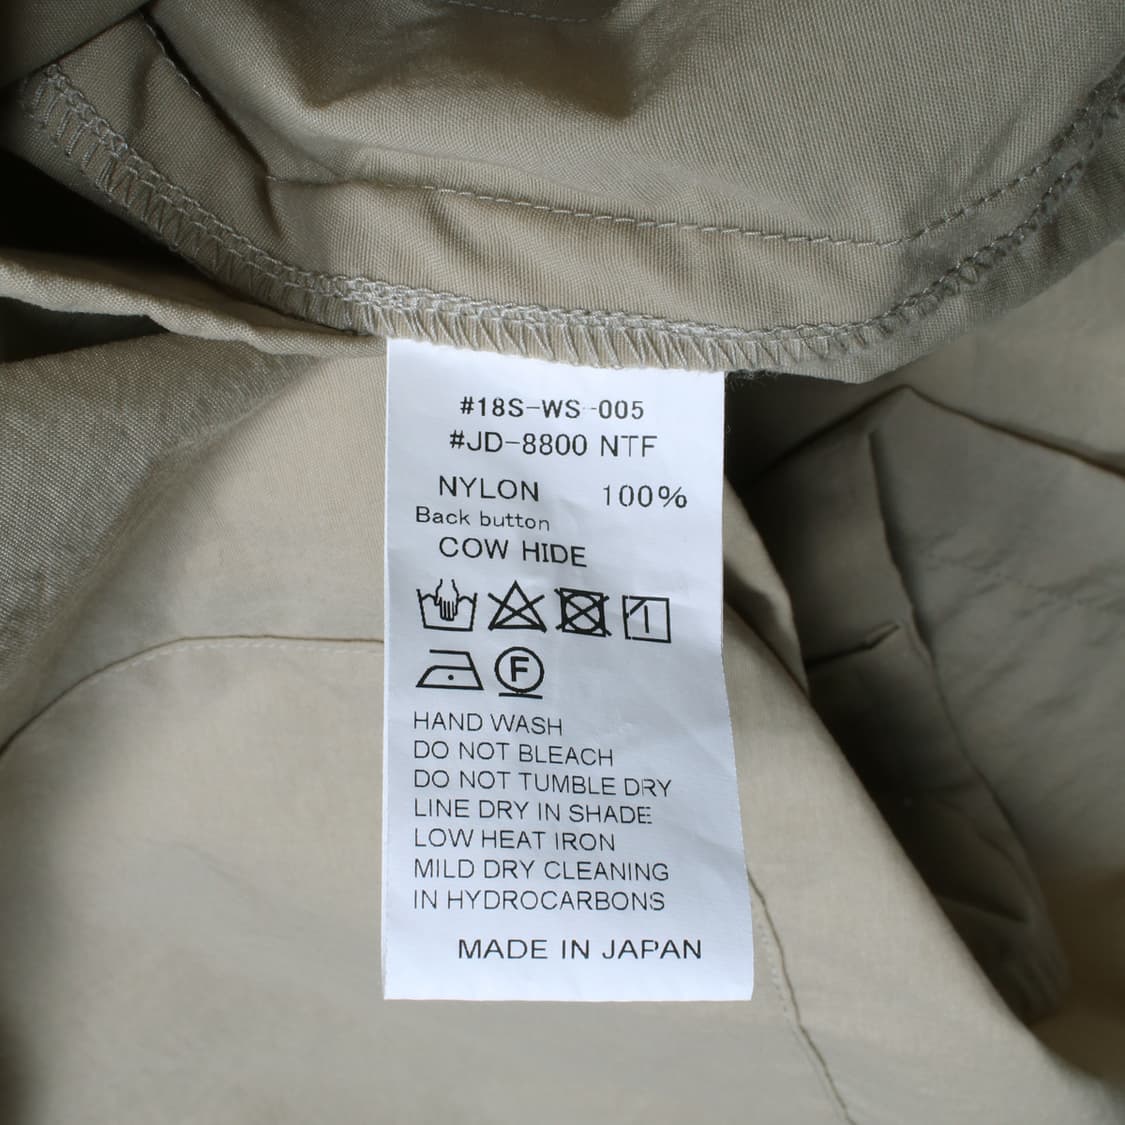 #18S-WS-005
#JD-8800 NTF
NYLON 100%
Back button
COW HIDE
F
HAND WASH
DO NOT BLEACH
DO NOT TUMBLE DRY
LINE DRY IN SHADE
LOW HEAT IRON
MILD DRY CLEANING
IN HYDROCARBONS
MADE IN JAPAN